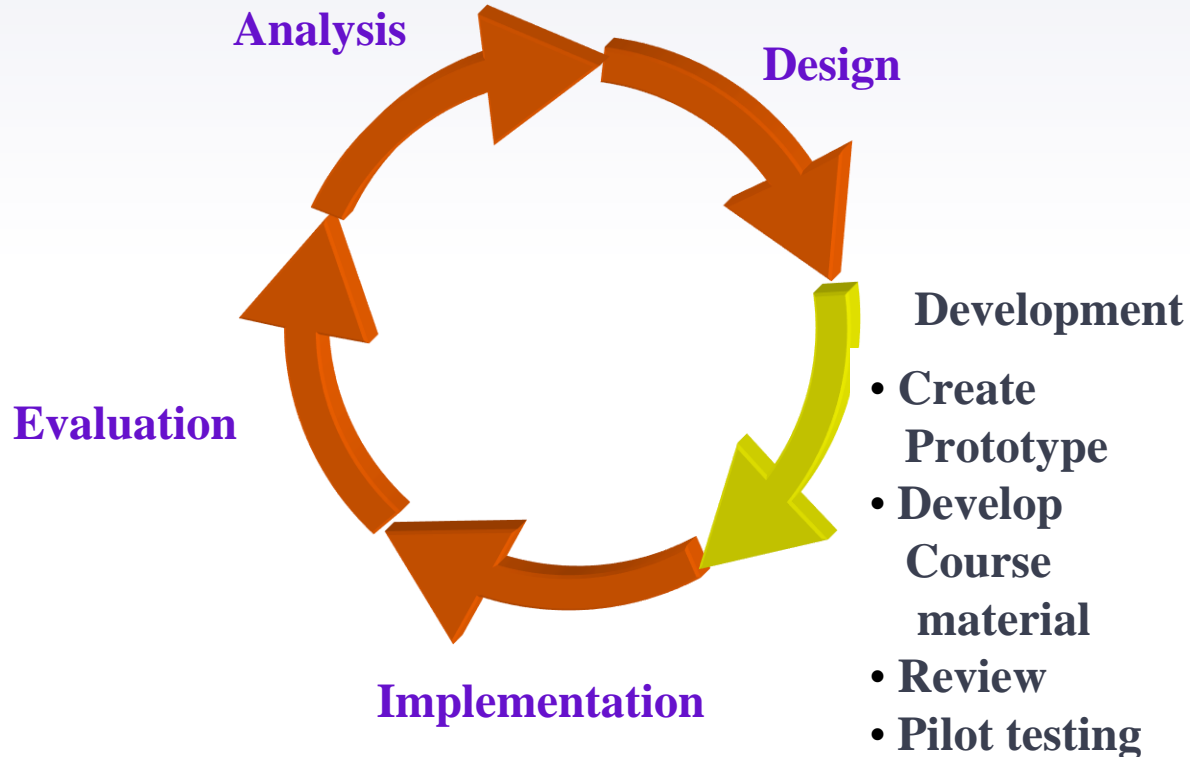 Analysis
Design
Development
• Create
Prototype
• Develop
Course
material
• Review
• Pilot testing
Implementation
Evaluation